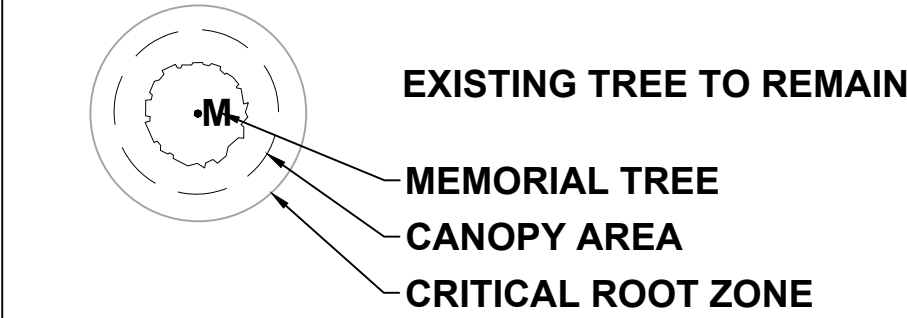 EXISTING TREE TO REMAIN
M
MEMORIAL TREE
CANOPY AREA
CRITICAL ROOT ZONE